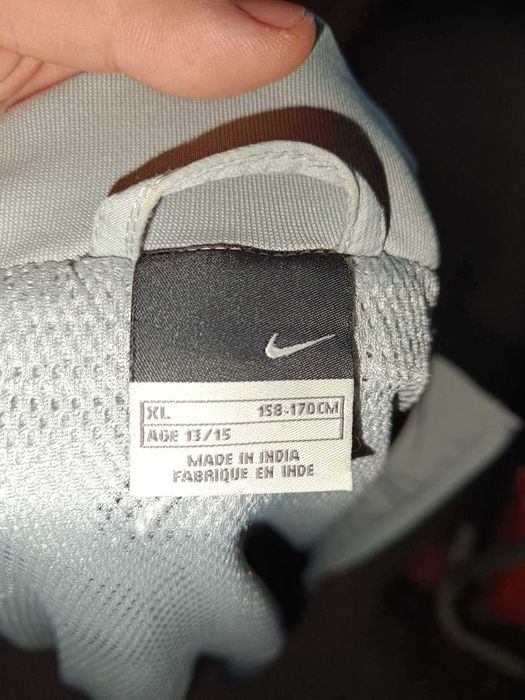 XL 158-170CM
AGE 13/15
MADE IN INDIA
FABRIQUE EN INDE